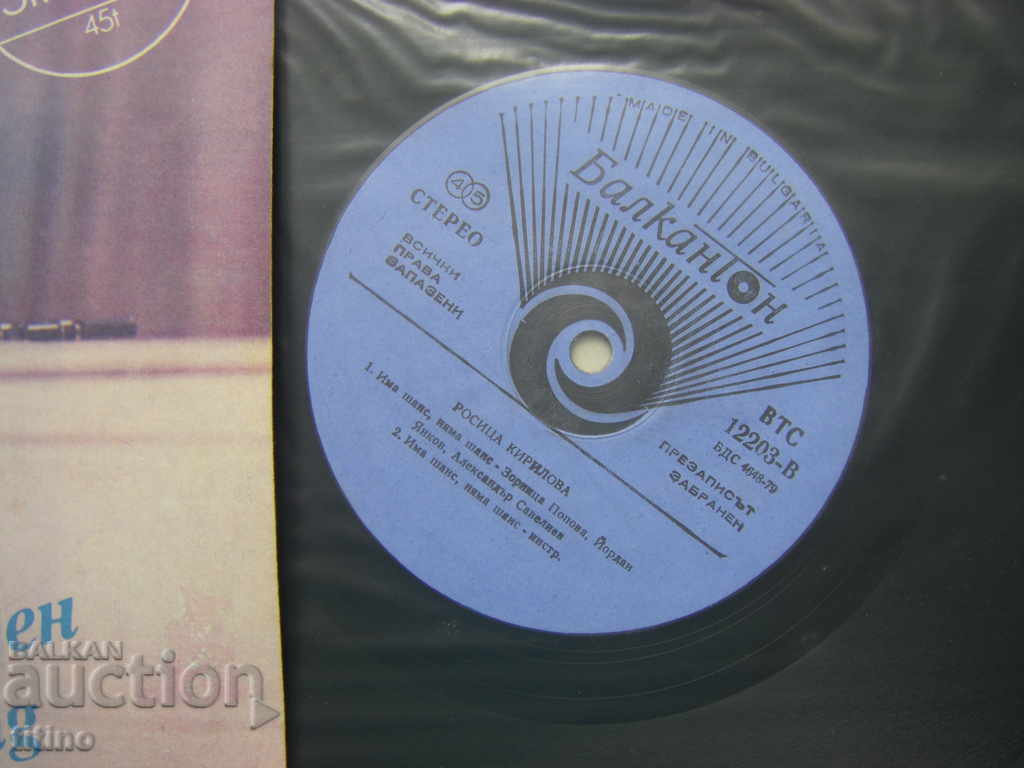 45t
MADE IN BULGARIA
Балкантон
45
СТЕРЕО
ВСИЧКИ
ПРАВА
ЗАПАЗЕНИ
ВТС
12203-В
БДС 4648-79
ПРЕЗАПИСЪТ
ЗАБРАНЕН
РОСИЦА КИРИЛОВА
1. Има шанс, няма шанс - Зорница Попова, Йордан
Янков, Александър Савелиев
2. Има шанс, няма шанс - инстр.
ен
BALKAN
auction
titino